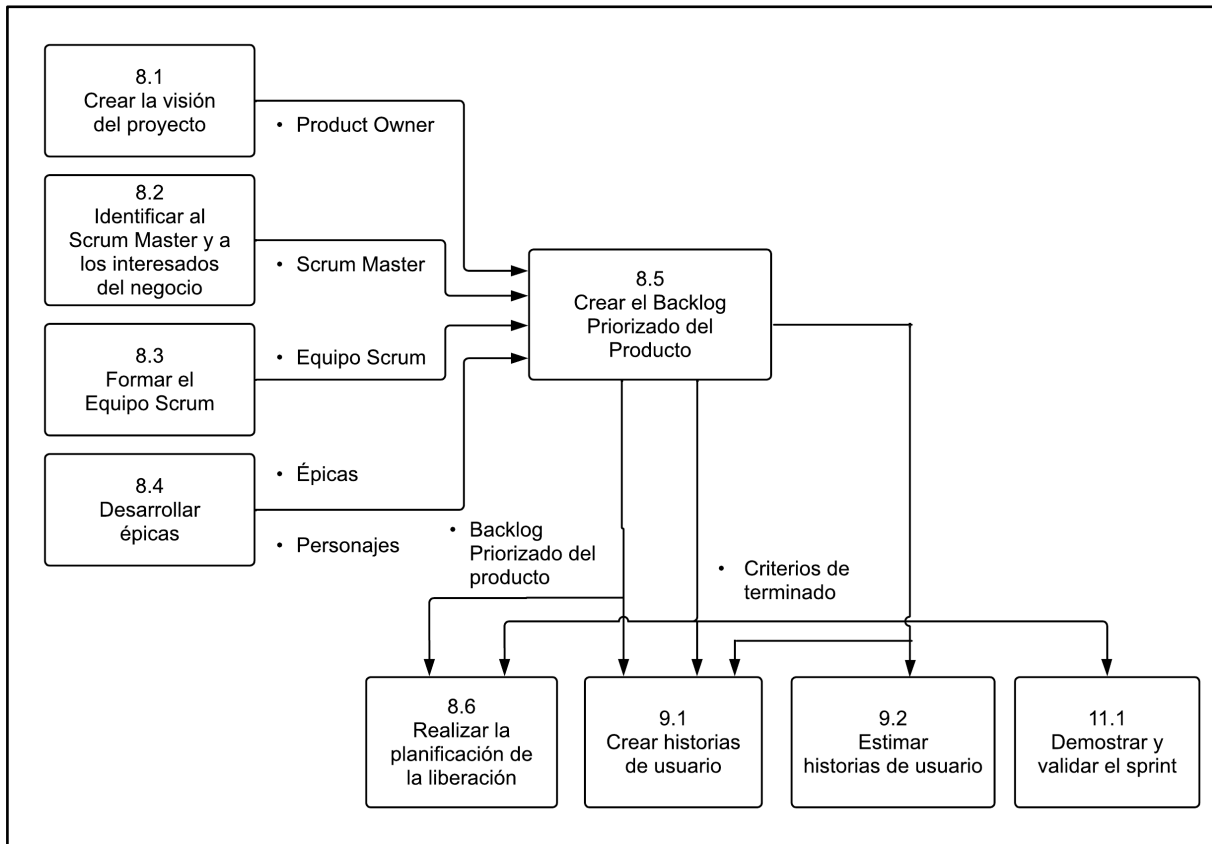 8.1
Crear la visión
del proyecto
• Product Owner
8.2
Identificar al
Scrum Master y a
los interesados
del negocio
• Scrum Master
8.3
Formar el
Equipo Scrum
• Equipo Scrum
8.4
Desarrollar
épicas
• Épicas
• Personajes
8.5
Crear el Backlog
Priorizado del
Producto
• Backlog
Priorizado del
producto
• Criterios de
terminado
8.6
Realizar la
planificación de
la liberación
9.1
Crear historias
de usuario
9.2
Estimar
historias de usuario
11.1
Demostrar y
validar el sprint